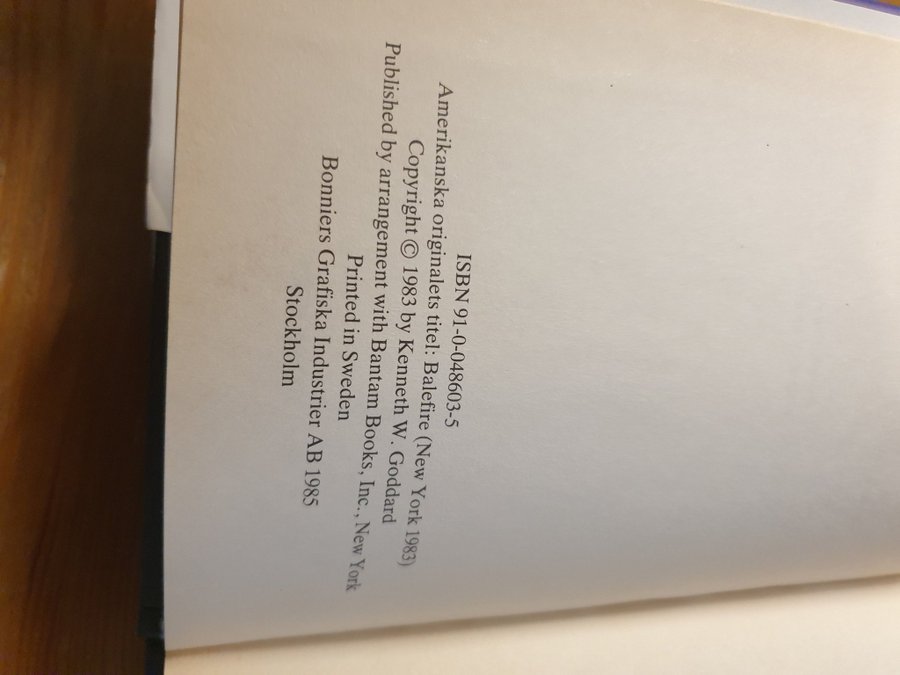 ISBN 91-0-048603-5
Amerikanska originalets titel: Balefire (New York 1983)
Copyright © 1983 by Kenneth W. Goddard
Published by arrangement with Bantam Books, Inc., New York
Printed in Sweden
Bonniers Grafiska Industrier AB 1985
Stockholm